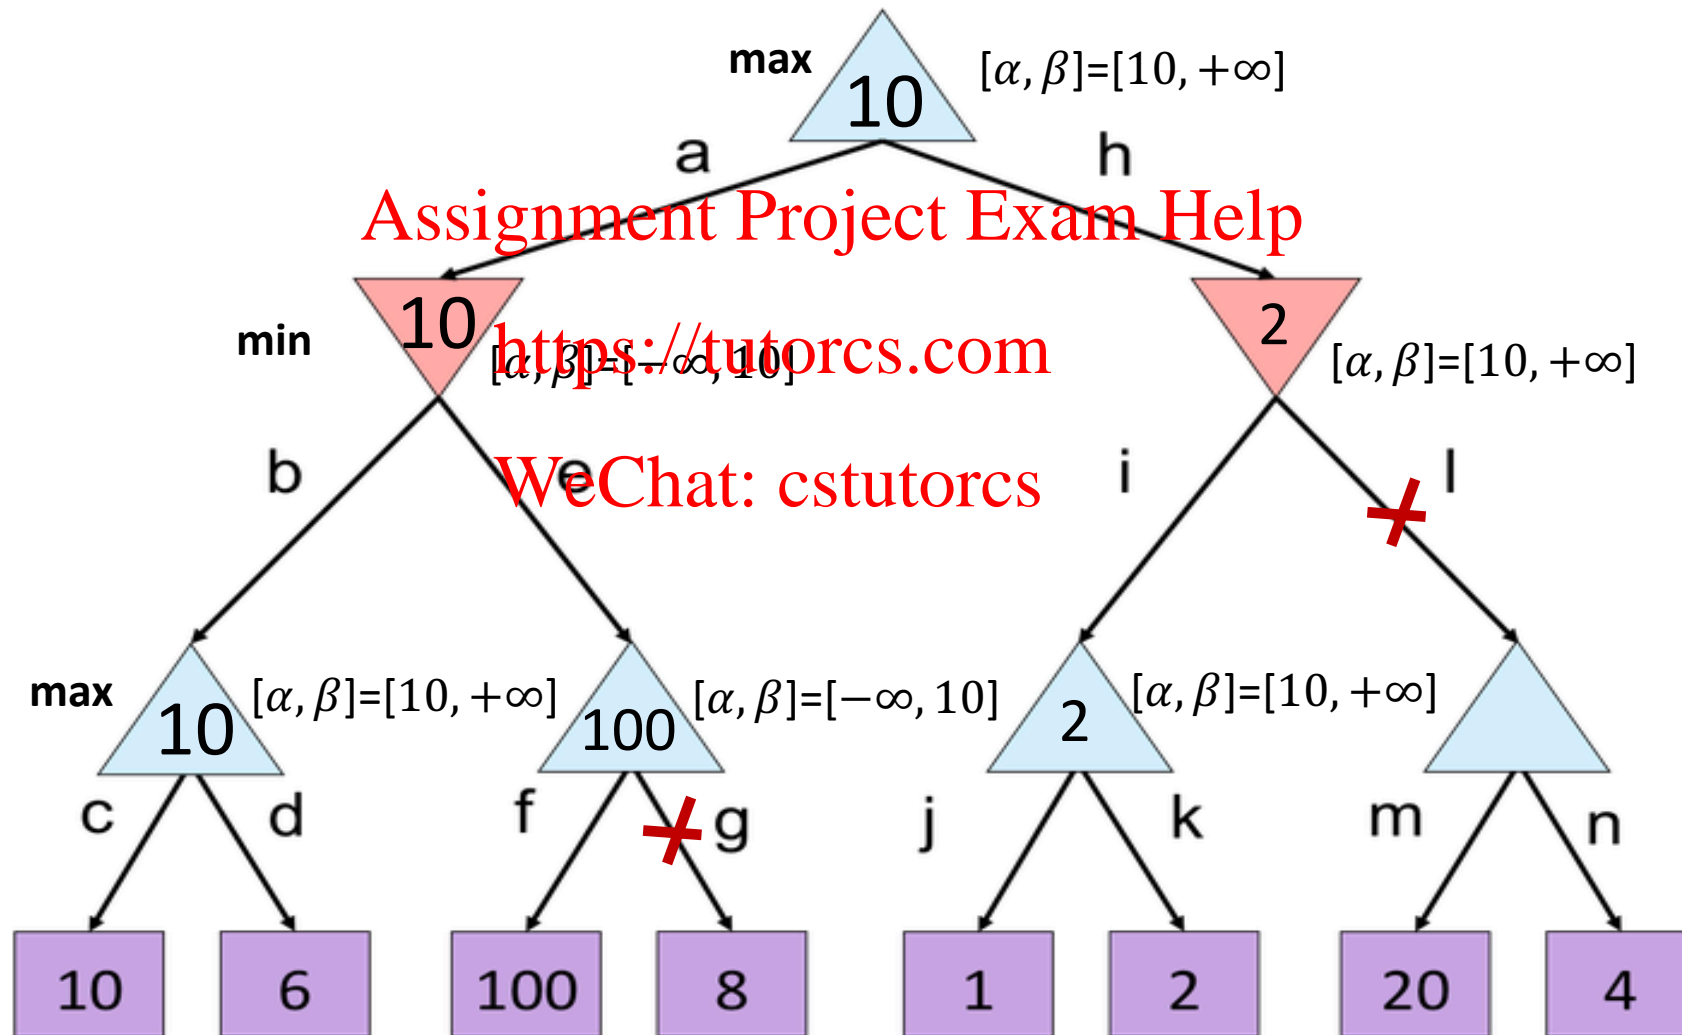 max
10
[α, β]=[10, +∞]
a
h
Assignment Project Exam Help
min
10
[α, β]=[−∞, 10]
https://tutorcs.com
2
[α, β]=[10, +∞]
b
e
WeChat: cstutorcs
i
l
max
10
[α, β]=[10, +∞]
100
[α, β]=[−∞, 10]
2
[α, β]=[10, +∞]
c
d
f
g
j
k
m
n
10
6
100
8
1
2
20
4